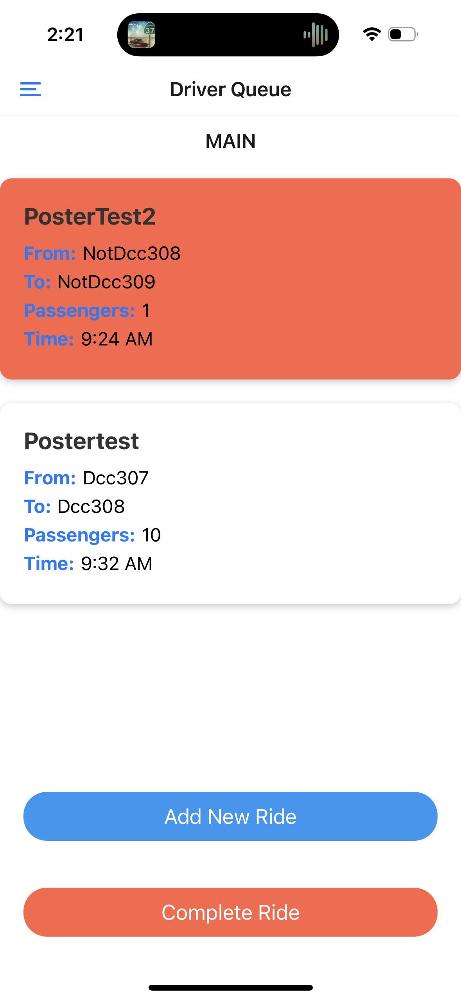 2:21
train
37
Driver Queue
MAIN
PosterTest2
From: NotDcc308
To: NotDcc309
Passengers: 1
Time: 9:24 AM
Postertest
From: Dcc307
To: Dcc308
Passengers: 10
Time: 9:32 AM
Add New Ride
Complete Ride